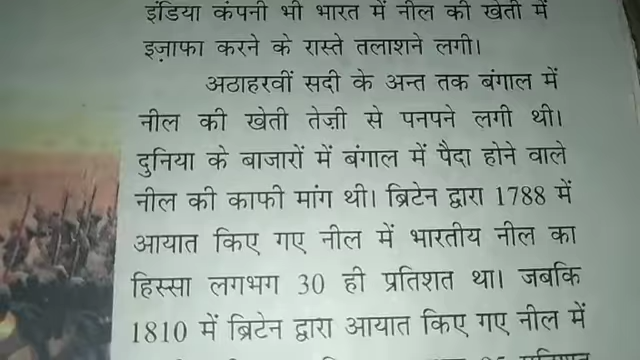 इंडिया कंपनी भी भारत में नील की खेती में
इज़ाफा करने के रास्ते तलाशने लगी।
अठाहरवीं सदी के अन्त तक बंगाल में
नील की खेती तेज़ी से पनपने लगी थी।
दुनिया के बाजारों में बंगाल में पैदा होने वाले
नील की काफी मांग थी। ब्रिटेन द्वारा 1788 में
आयात किए गए नील में भारतीय नील का
हिस्सा लगभग 30 ही प्रतिशत था। जबकि
1810 में ब्रिटेन द्वारा आयात किए गए नील में